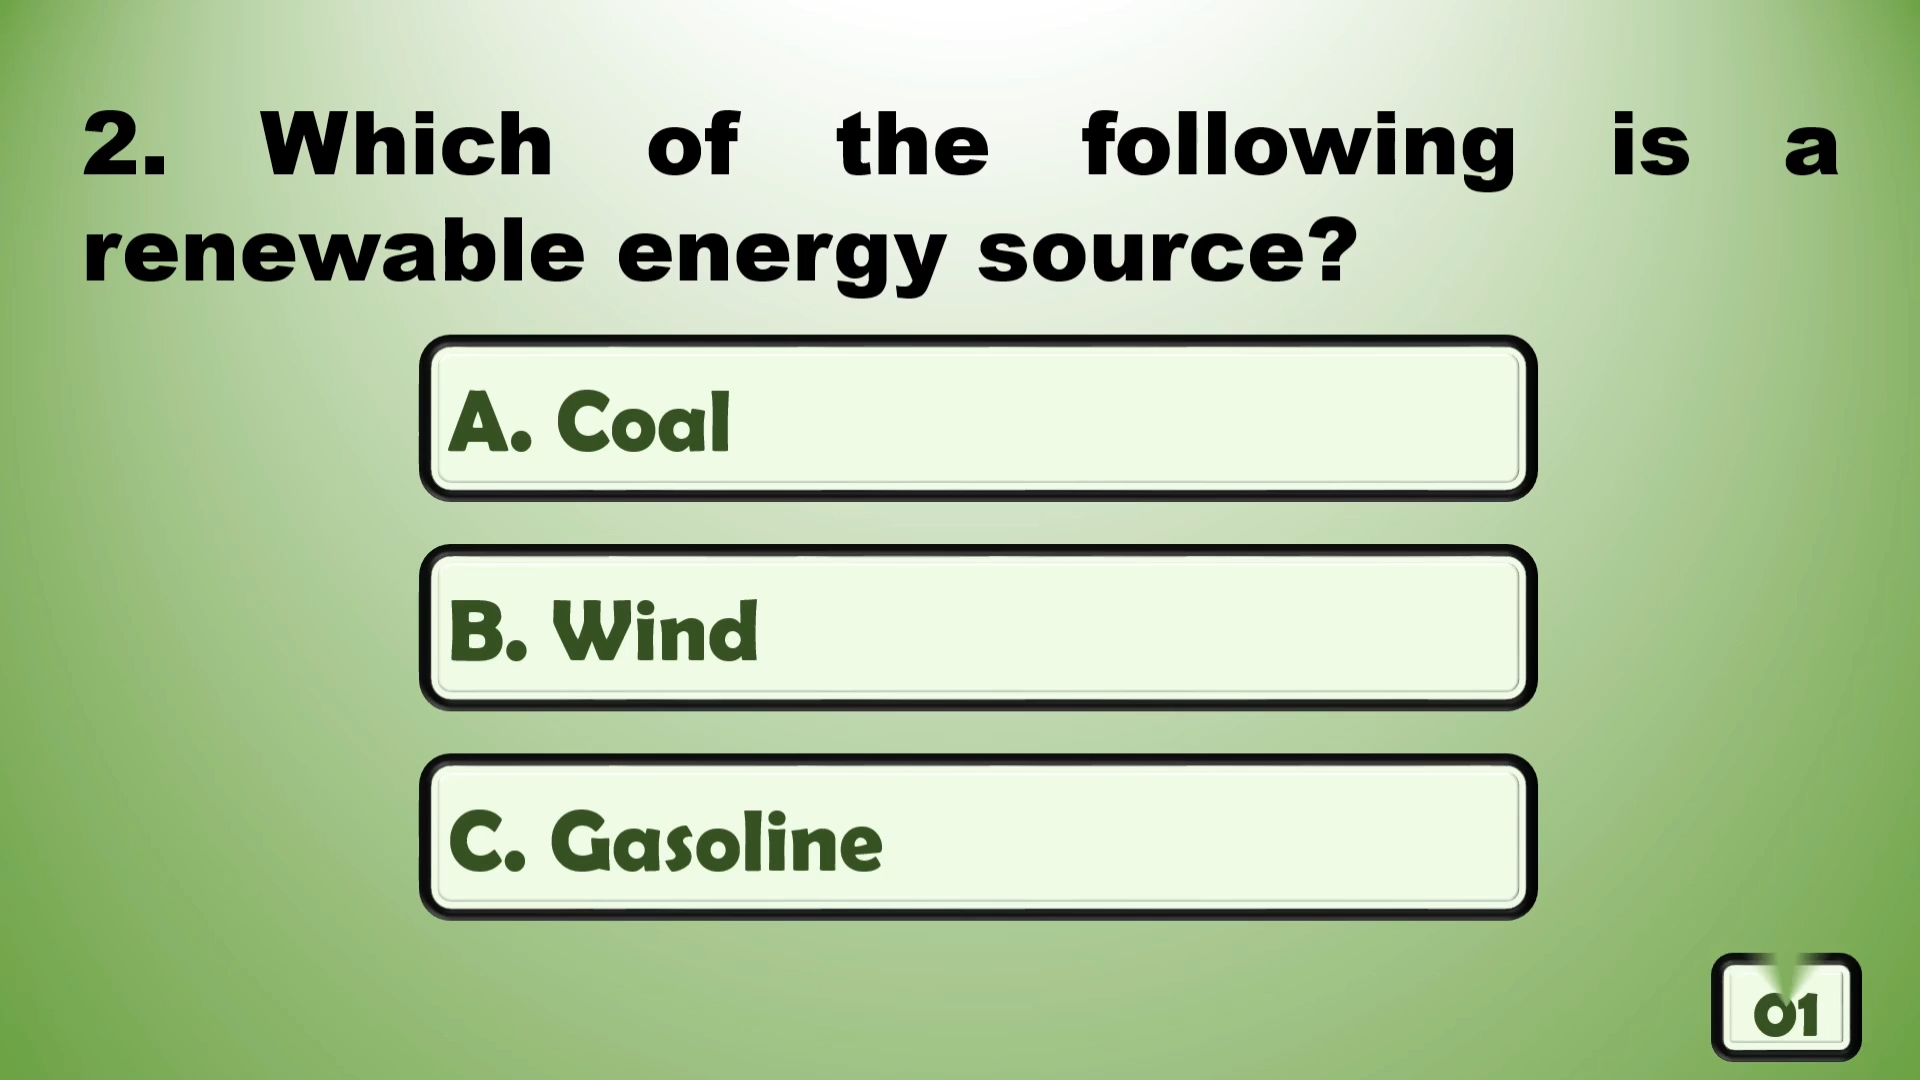 2. Which of the following is a
renewable energy source?
A. Coal
B. Wind
C. Gasoline
01